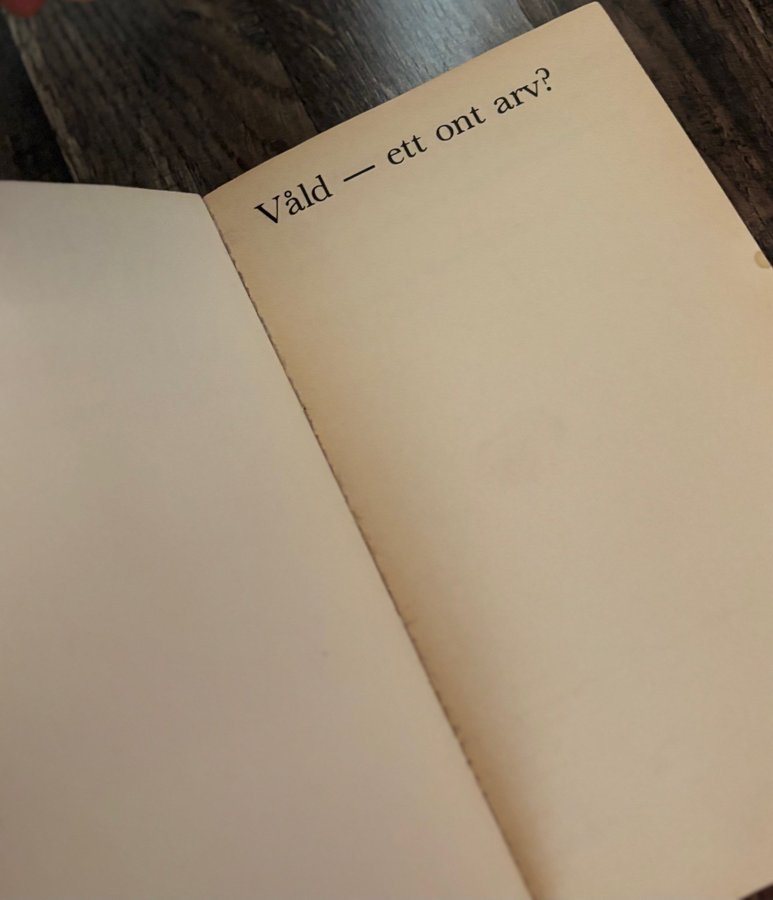 Våld — ett ont arv?